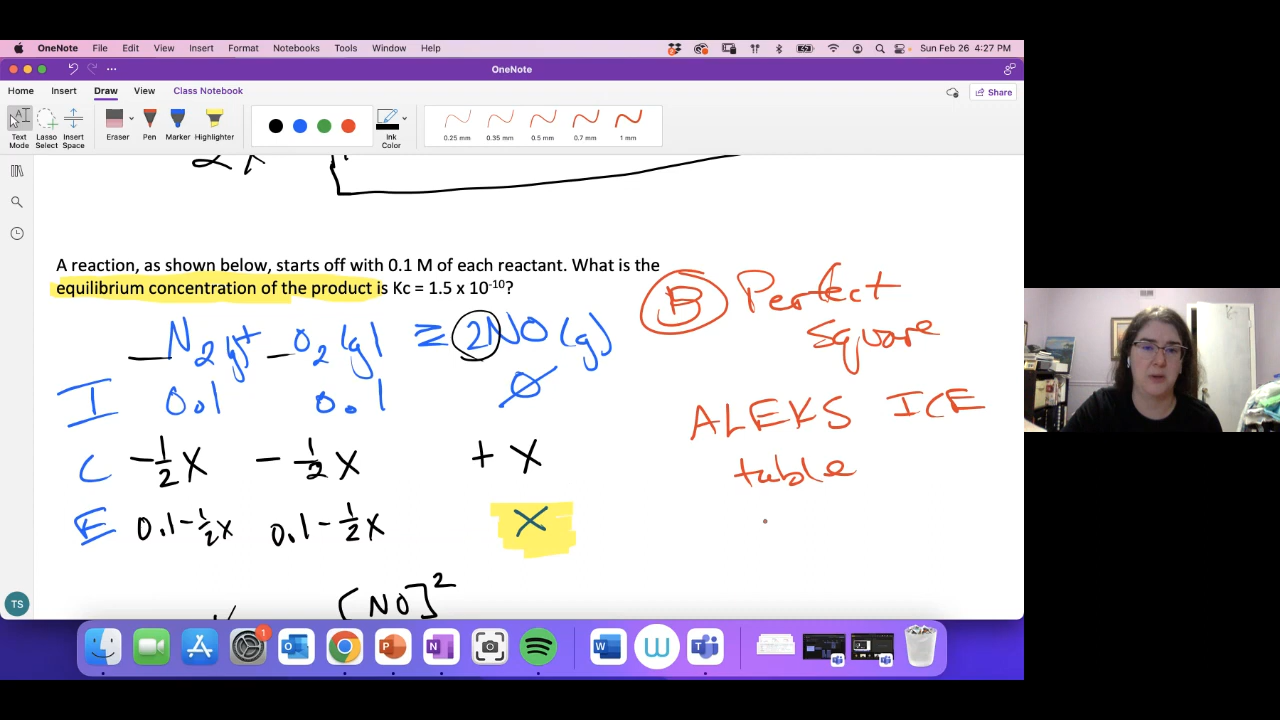 OneNote File Edit View Insert Format Notebooks Tools Window Help Sun Feb 26 4:27 PM
OneNote
Home Insert Draw View Class Notebook Share
Text Mode Lasso Select Insert Space Eraser Pen Marker Highlighter Ink Color 0.25 mm 0.35 mm 0.5 mm 0.7 mm 1 mm
A reaction, as shown below, starts off with 0.1 M of each reactant. What is the
equilibrium concentration of the product is Kc = 1.5 x 10⁻¹⁰?
N₂(g) + O₂(g) ⇌ 2NO(g)
I 0.1 0.1 Ø
C -½x -½x +x
E 0.1-½x 0.1-½x x
[NO]²
B Perfect
square
ALEKS ICE
table
TS